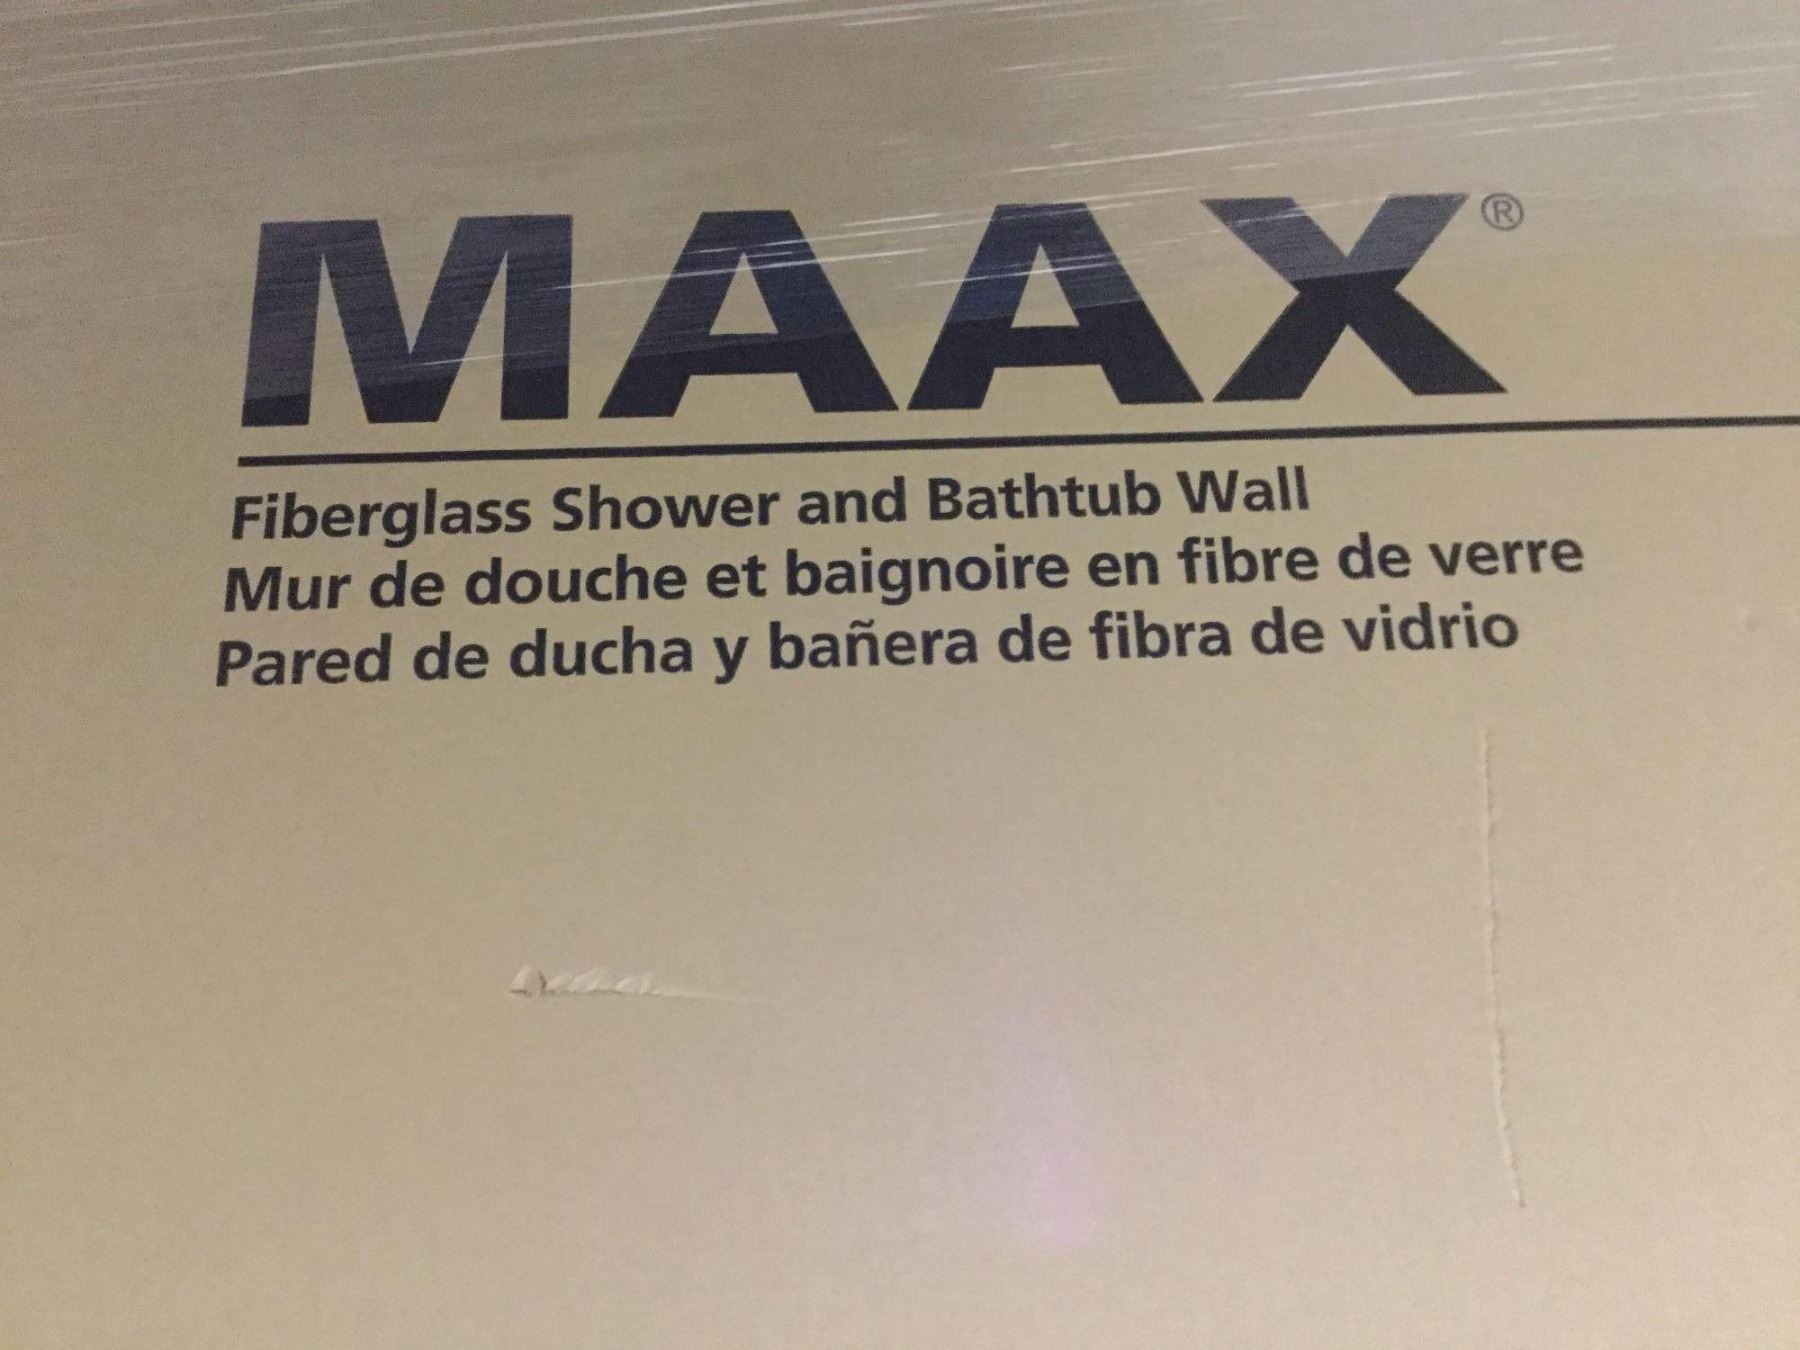 MAAX®
Fiberglass Shower and Bathtub Wall
Mur de douche et baignoire en fibre de verre
Pared de ducha y bañera de fibra de vidrio